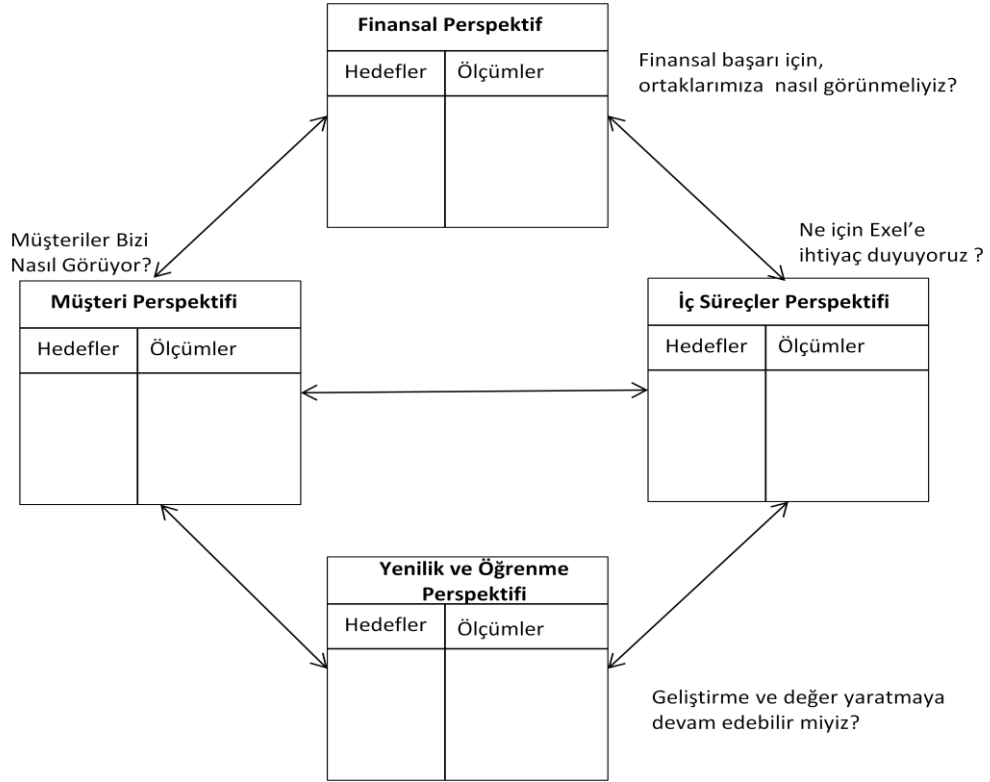 Finansal Perspektif
Hedefler Ölçümler
Finansal başarı için,
ortaklarımıza nasıl görünmeliyiz?
Müşteriler Bizi
Nasıl Görüyor?
Ne için Exel’e
ihtiyaç duyuyoruz ?
Müşteri Perspektifi
Hedefler Ölçümler
İç Süreçler Perspektifi
Hedefler Ölçümler
Yenilik ve Öğrenme
Perspektifi
Hedefler Ölçümler
Geliştirme ve değer yaratmaya
devam edebilir miyiz?